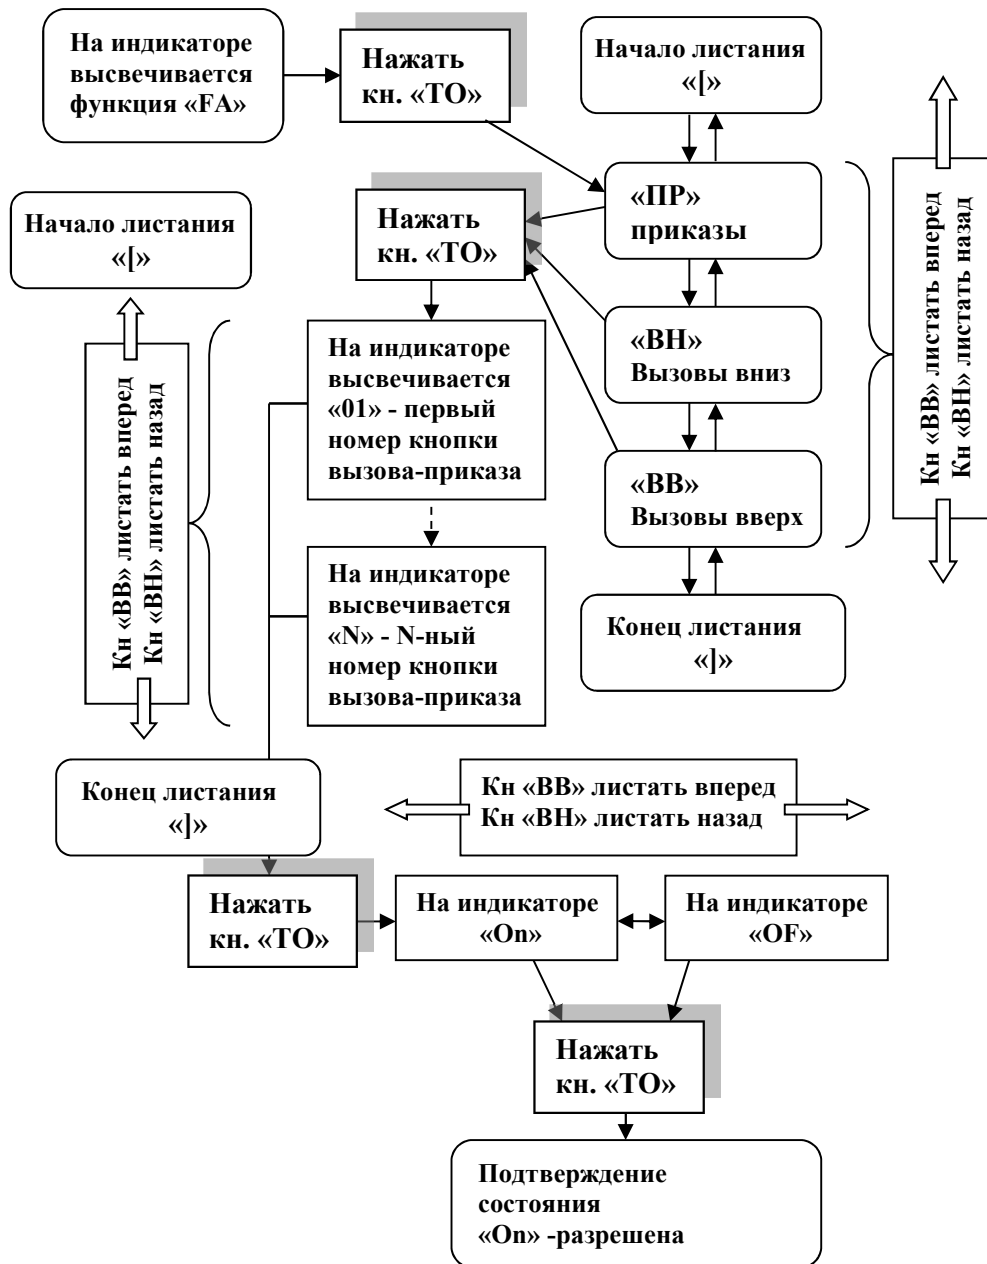 На индикаторе
высвечивается
функция «FA»
Нажать
кн. «ТО»
Начало листания
«[»
«ПР»
приказы
Нажать
кн. «ТО»
Начало листания
«[»
«ВН»
Вызовы вниз
На индикаторе
высвечивается
«01» - первый
номер кнопки
вызова-приказа
Кн «ВВ» листать вперед
Кн «ВН» листать назад
Кн «ВВ» листать вперед
Кн «ВН» листать назад
«ВВ»
Вызовы вверх
На индикаторе
высвечивается
«N» - N-ный
номер кнопки
вызова-приказа
Конец листания
«]»
Конец листания
«]»
Кн «ВВ» листать вперед
Кн «ВН» листать назад
Нажать
кн. «ТО»
На индикаторе
«On»
На индикаторе
«OF»
Нажать
кн. «ТО»
Подтверждение
состояния
«On» -разрешена